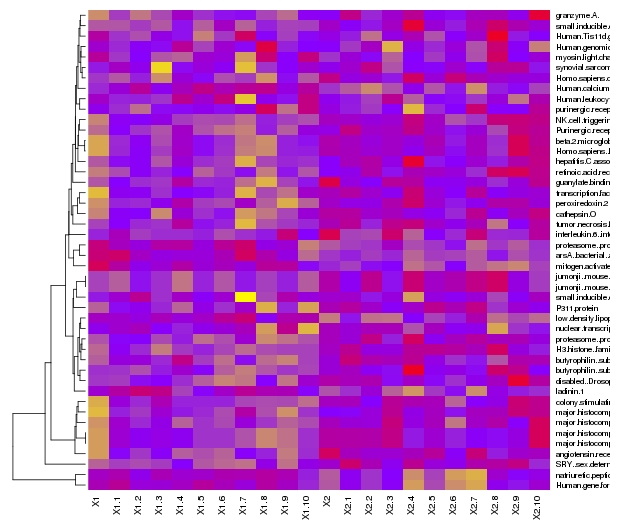 granzyme.A.
small.inducible.
Human.Tis11d.g
Human.genomic
myosin.light.cha
synovial.sarcom
Homo.sapiens.c
Human.calcium
Human.leukocy
purinergic.recep
NK.cell.triggerin
Purinergic.recep
beta.2.microglob
Homo.sapiens.l
hepatitis.C.asso
retinoic.acid.rec
guanylate.bindin
transcription.fac
peroxiredoxin.2
cathepsin.O
tumor.necrosis.f
interleukin.6.int
proteasome..pro
arsA.bacterial..a
mitogen.activate
jumonji..mouse.
jumonji..mouse.
small.inducible.c
P311.protein
low.density.lipop
nuclear.transcrip
proteasome..pro
H3.histone.fami
butyrophilin..sub
butyrophilin..sub
disabled..Drosop
ladinin.1
colony.stimulati
major.histocomp
major.histocomp
major.histocomp
major.histocomp
angiotensin.rece
SRY..sex.deterr
natriuretic.peptid
Human.gene.for
X1 X1.1 X1.2 X1.3 X1.4 X1.5 X1.6 X1.7 X1.8 X1.9 X1.10 X2 X2.1 X2.2 X2.3 X2.4 X2.5 X2.6 X2.7 X2.8 X2.9 X2.10